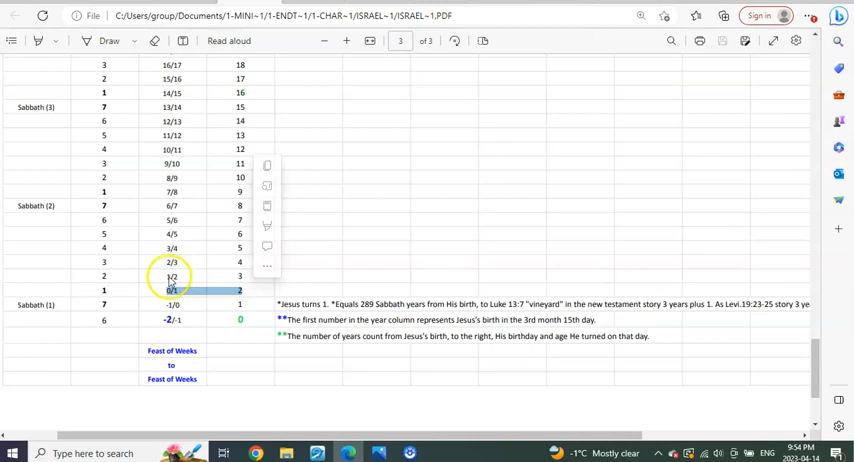 File C:/Users/group/Documents/1-MINI~1/1-ENDT~1/1-CHAR~1/ISRAEL~1/ISRAEL~1.PDF Sign in
Draw Read aloud 3 of 3
3 16/17 18
2 15/16 17
1 14/15 16
Sabbath (3) 7 13/14 15
6 12/13 14
5 11/12 13
4 10/11 12
3 9/10 11
2 8/9 10
1 7/8 9
Sabbath (2) 7 6/7 8
6 5/6 7
5 4/5 6
4 3/4 5
3 2/3 4
2 1/2 3
1 0/1 2
Sabbath (1) 7 -1/0 1 *Jesus turns 1. *Equals 289 Sabbath years from His birth, to Luke 13:7 "vineyard" in the new testament story 3 years plus 1. As Levi.19:23-25 story 3 ye
6 -2/-1 0 **The first number in the year column represents Jesus's birth in the 3rd month 15th day.
**The number of years count from Jesus's birth, to the right, His birthday and age He turned on that day.
Feast of Weeks
to
Feast of Weeks
Type here to search -1°C Mostly clear ENG 9:54 PM
2023-04-14